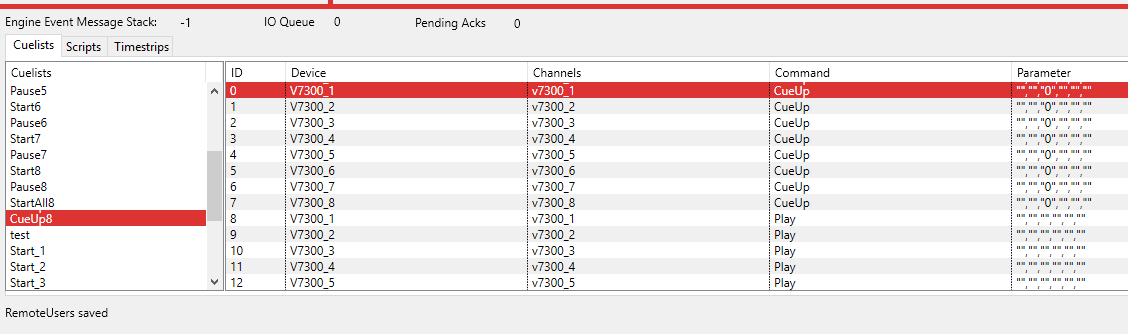 Engine Event Message Stack: -1 IO Queue 0 Pending Acks 0
Cuelists Scripts Timestrips
Cuelists ID Device Channels Command Parameter
Pause5 0 V7300_1 v7300_1 CueUp "","","0","","",""
Start6 1 V7300_2 v7300_2 CueUp "","","0","","",""
Pause6 2 V7300_3 v7300_3 CueUp "","","0","","",""
Start7 3 V7300_4 v7300_4 CueUp "","","0","","",""
Pause7 4 V7300_5 v7300_5 CueUp "","","0","","",""
Start8 5 V7300_6 v7300_6 CueUp "","","0","","",""
Pause8 6 V7300_7 v7300_7 CueUp "","","0","","",""
StartAll8 7 V7300_8 v7300_8 CueUp "","","0","","",""
CueUp8 8 V7300_1 v7300_1 Play "","","","","",""
test 9 V7300_2 v7300_2 Play "","","","","",""
Start_1 10 V7300_3 v7300_3 Play "","","","","",""
Start_2 11 V7300_4 v7300_4 Play "","","","","",""
Start_3 12 V7300_5 v7300_5 Play "","","","","",""
RemoteUsers saved